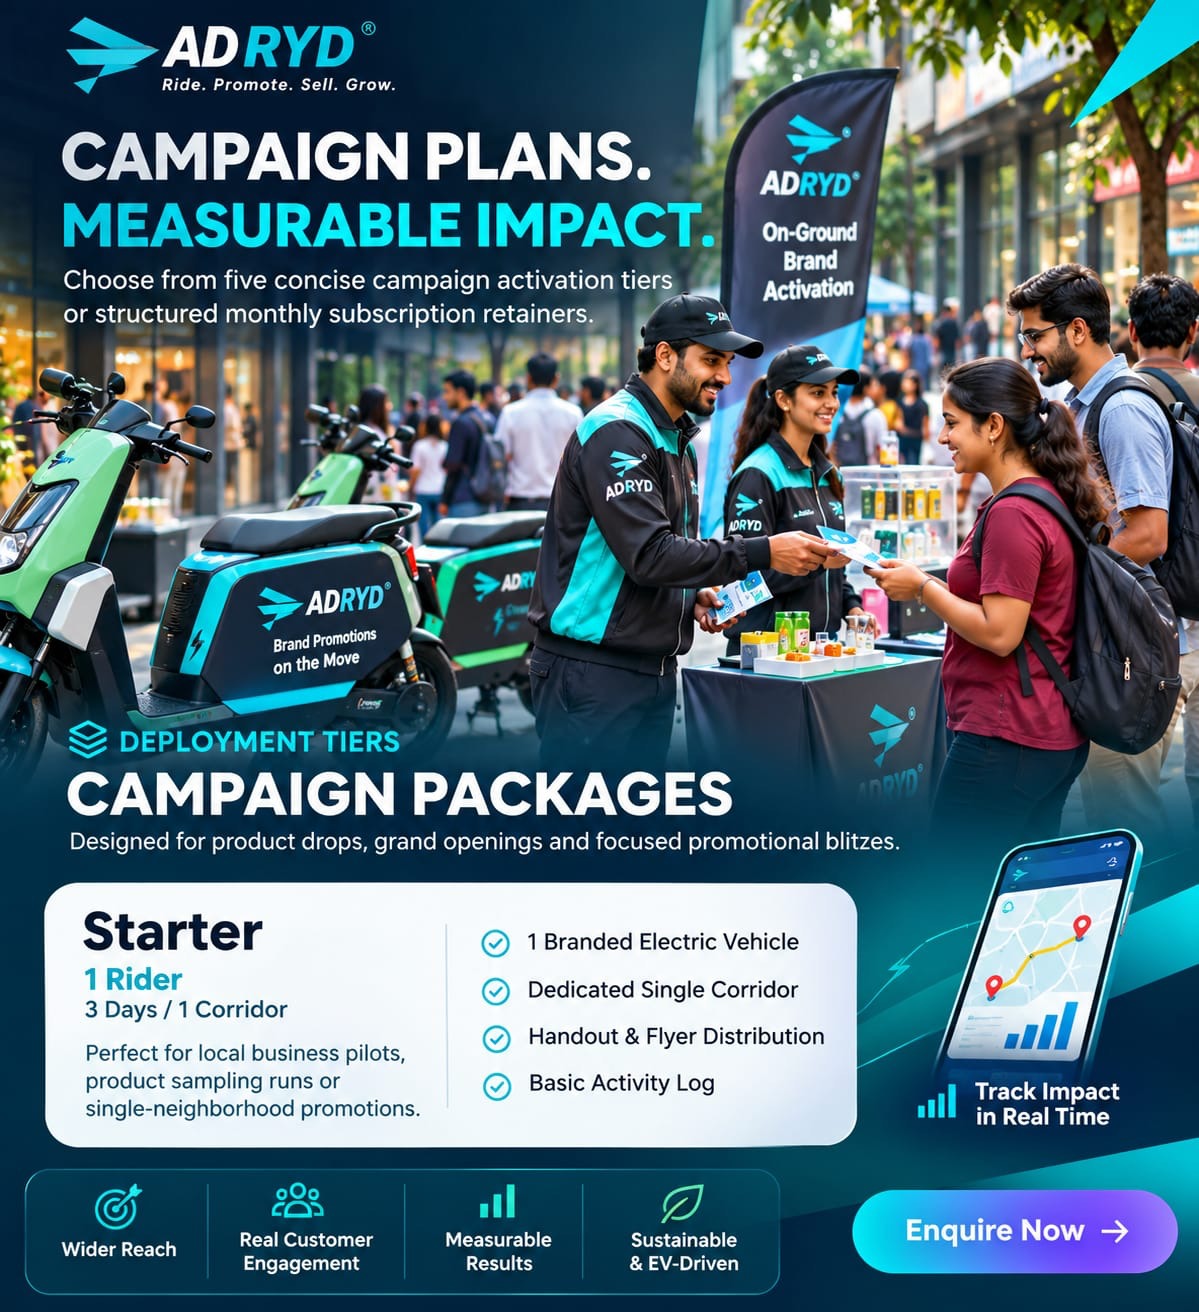 ADRYD®
Ride. Promote. Sell. Grow.
CAMPAIGN PLANS.
MEASURABLE IMPACT.
Choose from five concise campaign activation tiers
or structured monthly subscription retainers.
ADRYD®
On-Ground
Brand
Activation
ADRYD
ADRYD
ADRYD®
Brand Promotions
on the Move
ADRYD
ADRYD
DEPLOYMENT TIERS
CAMPAIGN PACKAGES
Designed for product drops, grand openings and focused promotional blitzes.
Starter
1 Rider
3 Days / 1 Corridor
Perfect for local business pilots,
product sampling runs or
single-neighborhood promotions.
1 Branded Electric Vehicle
Dedicated Single Corridor
Handout & Flyer Distribution
Basic Activity Log
Track Impact
in Real Time
Wider Reach
Real Customer
Engagement
Measurable
Results
Sustainable
& EV-Driven
Enquire Now →